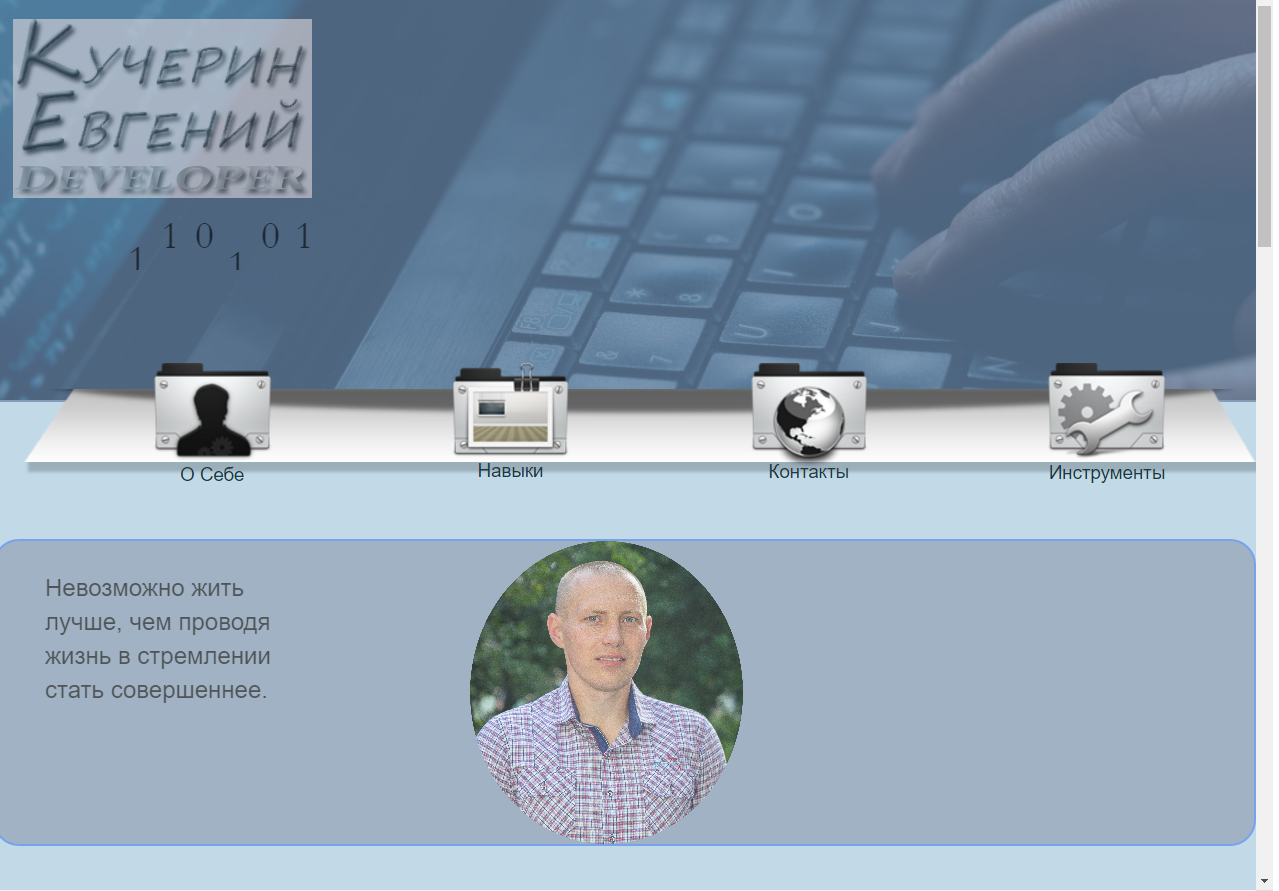 Кучерин
Евгений
DEVELOPER
1 1 0 1 0 1
О Себе
Навыки
Контакты
Инструменты
Невозможно жить
лучше, чем проводя
жизнь в стремлении
стать совершеннее.